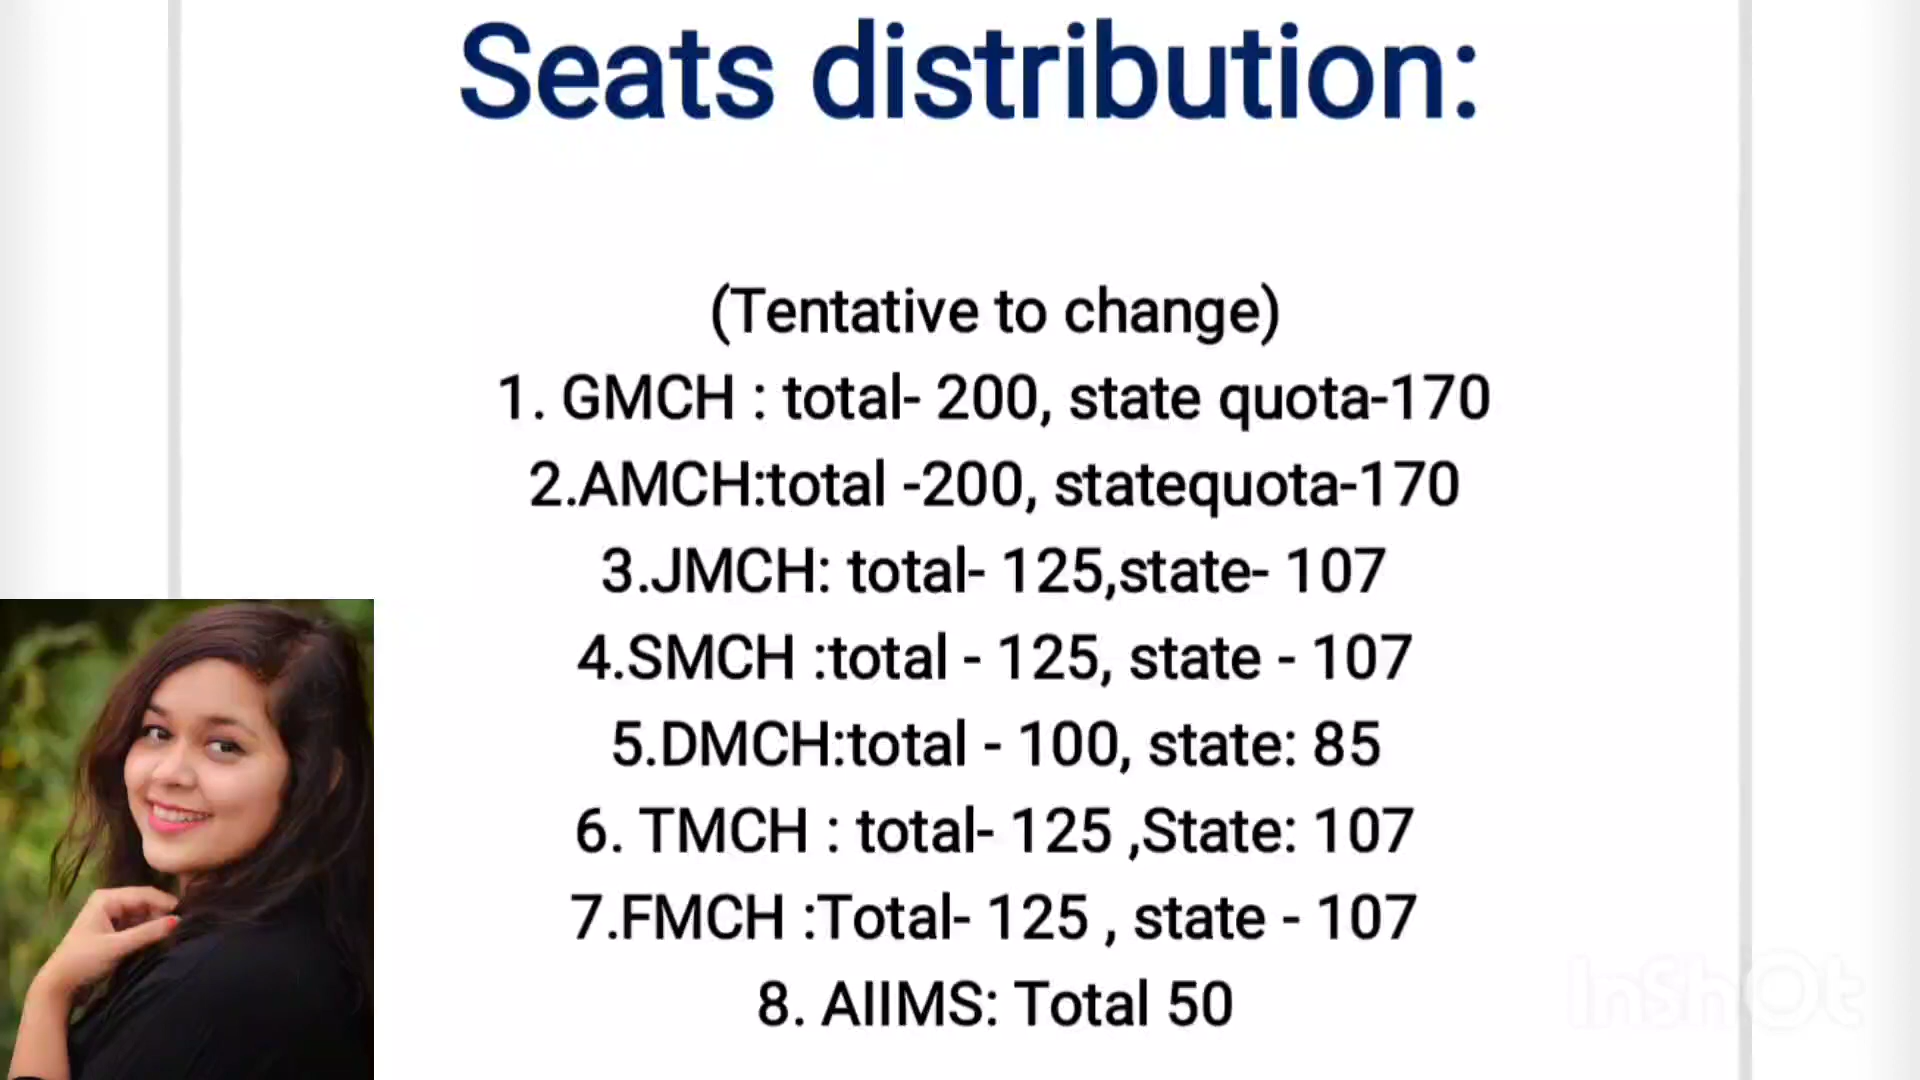 Seats distribution:
(Tentative to change)
1. GMCH : total- 200, state quota-170
2.AMCH:total -200, statequota-170
3.JMCH: total- 125,state- 107
4.SMCH :total - 125, state - 107
5.DMCH:total - 100, state: 85
6. TMCH : total- 125 ,State: 107
7.FMCH :Total- 125 , state - 107
8. AIIMS: Total 50
InShOt